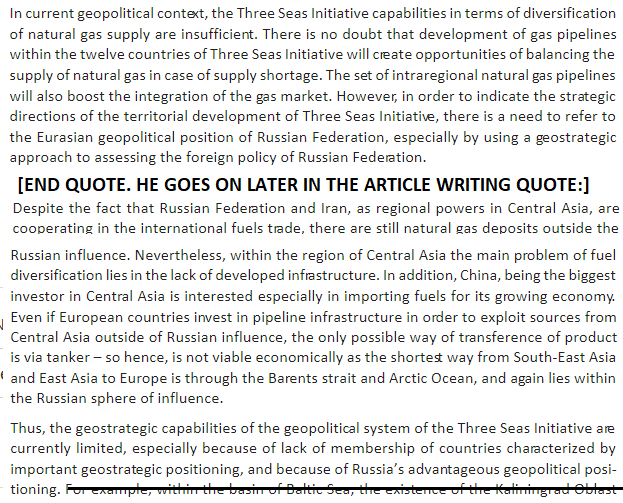 In current geopolitical context, the Three Seas Initiative capabilities in terms of diversification
of natural gas supply are insufficient. There is no doubt that development of gas pipelines
within the twelve countries of Three Seas Initiative will create opportunities of balancing the
supply of natural gas in case of supply shortage. The set of intraregional natural gas pipelines
will also boost the integration of the gas market. However, in order to indicate the strategic
directions of the territorial development of Three Seas Initiative, there is a need to refer to
the Eurasian geopolitical position of Russian Federation, especially by using a geostrategic
approach to assessing the foreign policy of Russian Federation.
[END QUOTE. HE GOES ON LATER IN THE ARTICLE WRITING QUOTE:]
Despite the fact that Russian Federation and Iran, as regional powers in Central Asia, are
cooperating in the international fuels trade, there are still natural gas deposits outside the
Russian influence. Nevertheless, within the region of Central Asia the main problem of fuel
diversification lies in the lack of developed infrastructure. In addition, China, being the biggest
investor in Central Asia is interested especially in importing fuels for its growing economy.
Even if European countries invest in pipeline infrastructure in order to exploit sources from
Central Asia outside of Russian influence, the only possible way of transference of product
is via tanker – so hence, is not viable economically as the shortest way from South-East Asia
and East Asia to Europe is through the Barents strait and Arctic Ocean, and again lies within
the Russian sphere of influence.
Thus, the geostrategic capabilities of the geopolitical system of the Three Seas Initiative are
currently limited, especially because of lack of membership of countries characterized by
important geostrategic positioning, and because of Russia's advantageous geopolitical posi-
tioning. For example, within the basin of Baltic Sea, the existence of the Kaliningrad Oblast